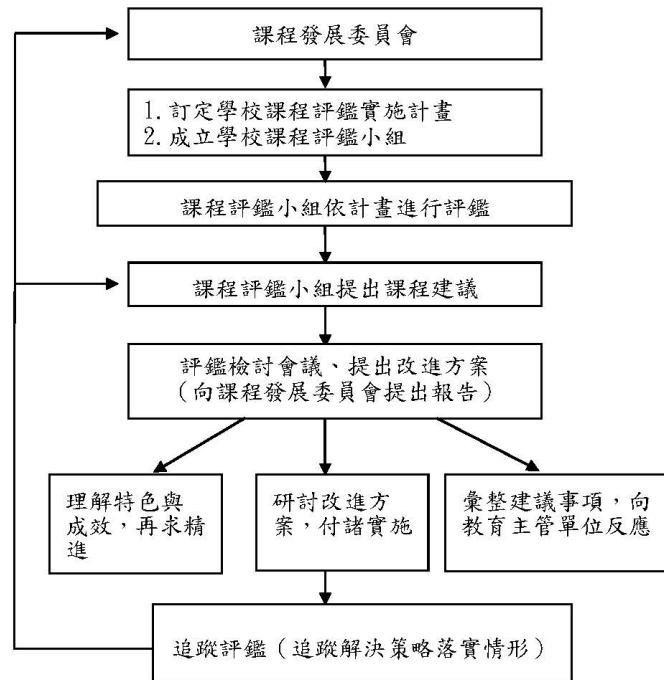 課程發展委員會
1. 訂定學校課程評鑑實施計畫
2. 成立學校課程評鑑小組
課程評鑑小組依計畫進行評鑑
課程評鑑小組提出課程建議
評鑑檢討會議、提出改進方案
（向課程發展委員會提出報告）
理解特色與
成效，再求精
進
研討改進方
案，付諸實施
彙整建議事項，向
教育主管單位反應
追蹤評鑑（追蹤解決策略落實情形）